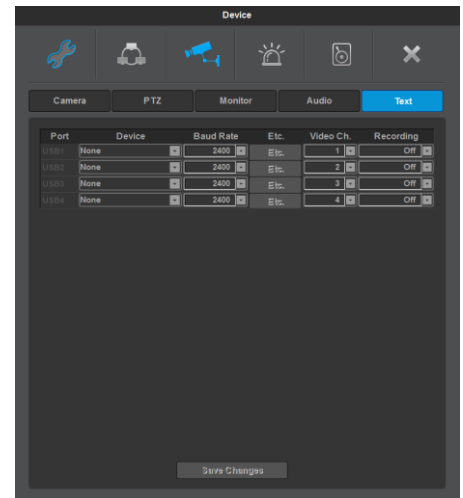 Device
Camera PTZ Monitor Audio Text
Port Device Baud Rate Etc. Video Ch. Recording
USB1 None 2400 Etc. 1 Off
USB2 None 2400 Etc. 2 Off
USB3 None 2400 Etc. 3 Off
USB4 None 2400 Etc. 4 Off
Save Changes